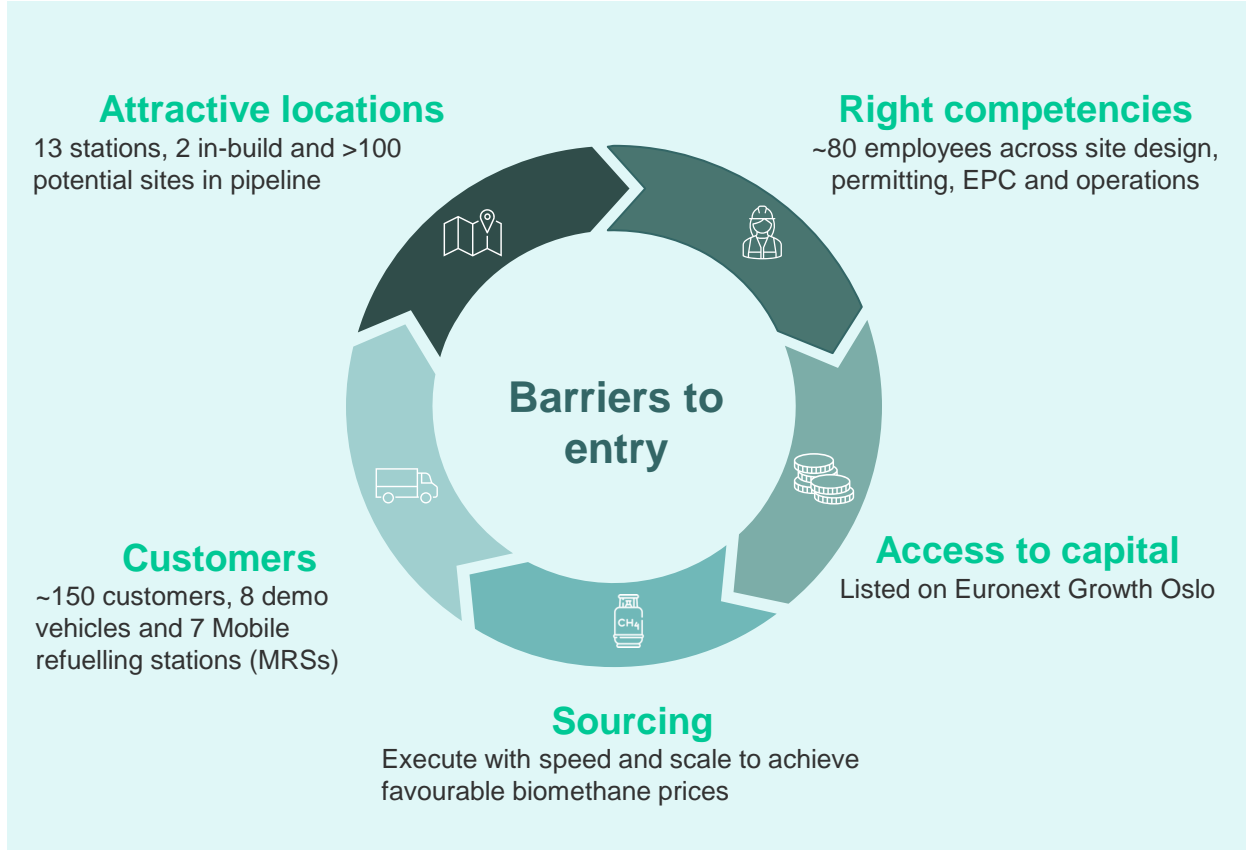 Attractive locations
13 stations, 2 in-build and >100
potential sites in pipeline
Right competencies
~80 employees across site design,
permitting, EPC and operations
Barriers to
entry
Access to capital
Listed on Euronext Growth Oslo
Customers
~150 customers, 8 demo
vehicles and 7 Mobile
refuelling stations (MRSs)
CH4
Sourcing
Execute with speed and scale to achieve
favourable biomethane prices